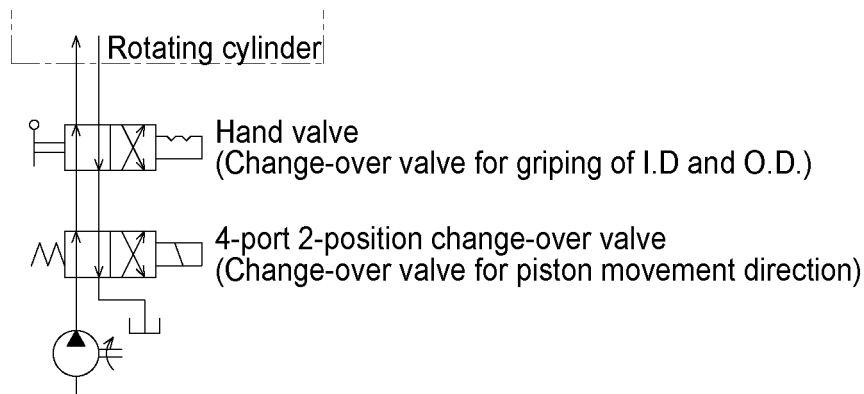 Rotating cylinder
Hand valve
(Change-over valve for griping of I.D and O.D.)
4-port 2-position change-over valve
(Change-over valve for piston movement direction)